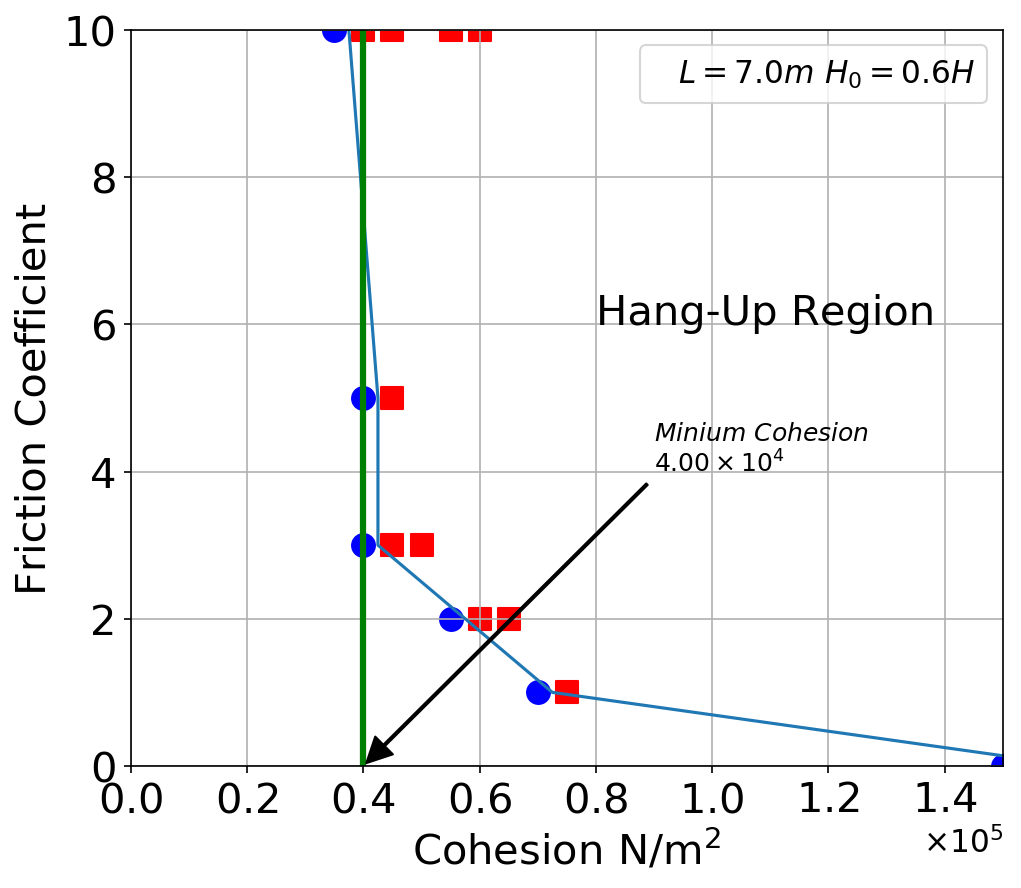 10
8
6
4
2
0
Friction Coefficient
L = 7.0m H₀ = 0.6H
Hang-Up Region
Minium Cohesion
4.00 × 10⁴
0.0 0.2 0.4 0.6 0.8 1.0 1.2 1.4
×10⁵
Cohesion N/m²